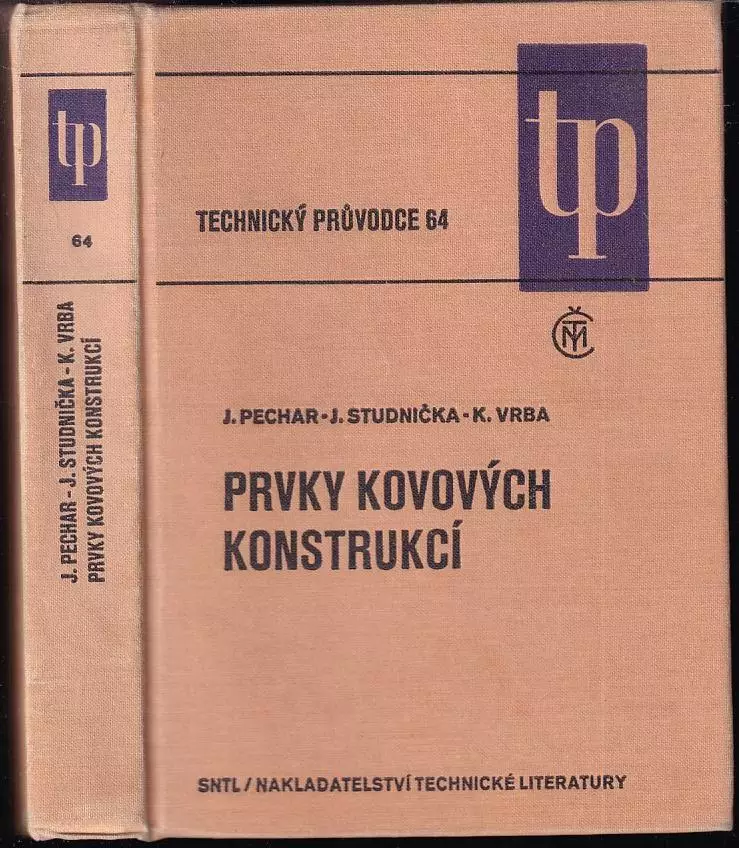 tp
64
J. PECHAR - J. STUDNIČKA - K. VRBA
PRVKY KOVOVÝCH KONSTRUKCÍ
tp
TECHNICKÝ PRŮVODCE 64
ČMT
J. PECHAR • J. STUDNIČKA - K. VRBA
PRVKY KOVOVÝCH
KONSTRUKCÍ
SNTL / NAKLADATELSTVÍ TECHNICKÉ LITERATURY